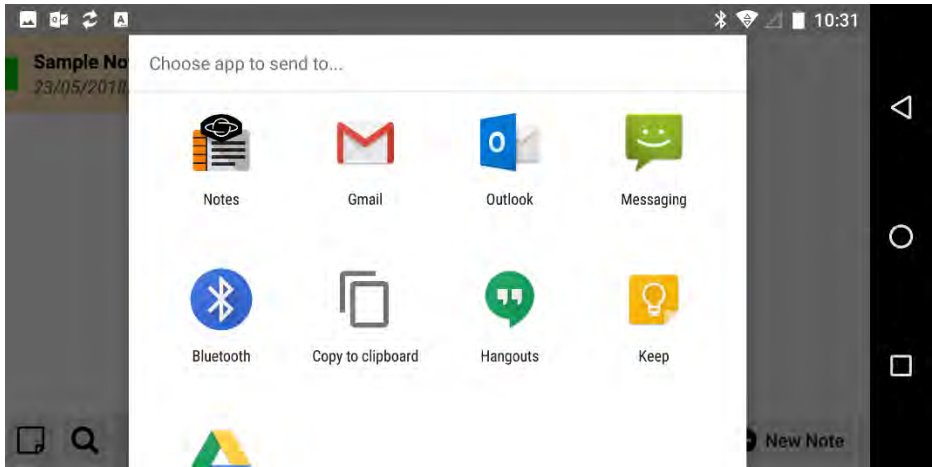 10:31
Sample No
Choose app to send to...
23/05/2018
Notes
Gmail
Outlook
Messaging
Bluetooth
Copy to clipboard
Hangouts
Keep
New Note